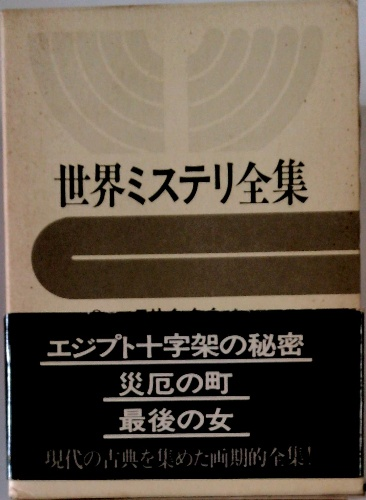 世界ミステリ全集
エジプト十字架の秘密
災厄の町
最後の女
現代の古典を集めた画期的全集！